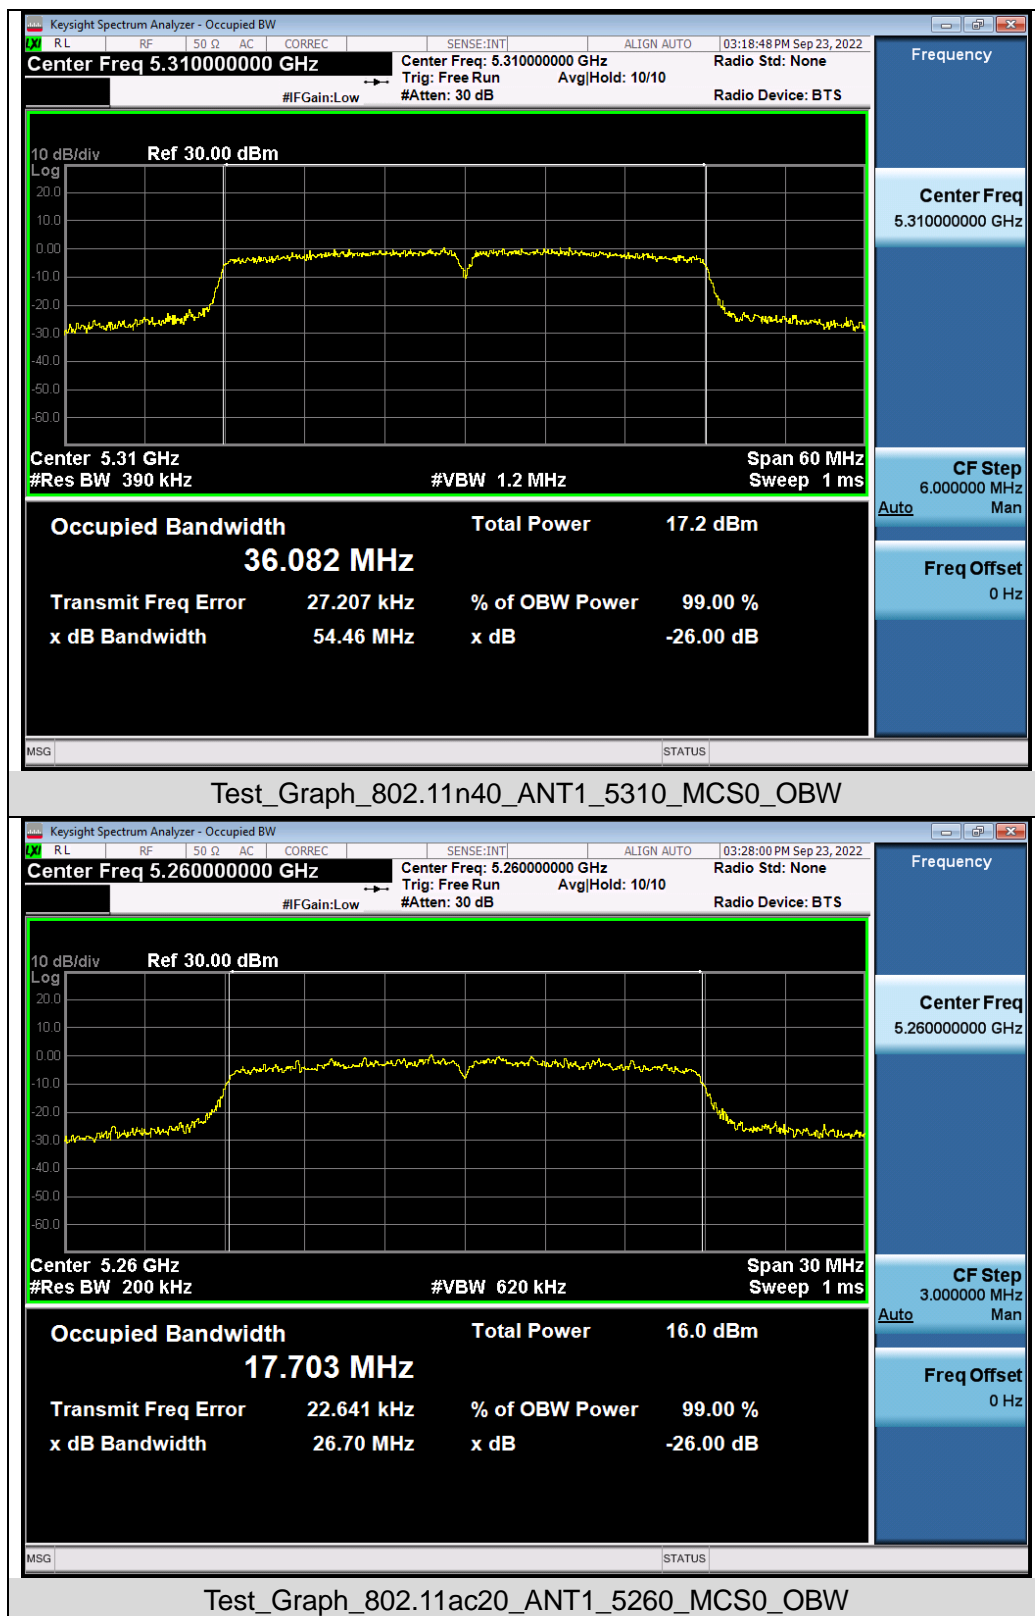 Keysight Spectrum Analyzer - Occupied BW
LXI RL RF 50 Ω AC CORREC SENSE:INT ALIGN AUTO 03:18:48 PM Sep 23, 2022
Center Freq 5.310000000 GHz
Center Freq: 5.310000000 GHz Radio Std: None
Trig: Free Run Avg|Hold: 10/10
#IFGain:Low #Atten: 30 dB Radio Device: BTS
Frequency
10 dB/div Ref 30.00 dBm
Log
20.0
10.0
0.00
-10.0
-20.0
-30.0
-40.0
-50.0
-60.0
Center 5.31 GHz Span 60 MHz
#Res BW 390 kHz #VBW 1.2 MHz Sweep 1 ms
Center Freq
5.310000000 GHz
CF Step
6.000000 MHz
Auto Man
Freq Offset
0 Hz
Occupied Bandwidth Total Power 17.2 dBm
36.082 MHz
Transmit Freq Error 27.207 kHz % of OBW Power 99.00 %
x dB Bandwidth 54.46 MHz x dB -26.00 dB
MSG STATUS
Test_Graph_802.11n40_ANT1_5310_MCS0_OBW
Keysight Spectrum Analyzer - Occupied BW
LXI RL RF 50 Ω AC CORREC SENSE:INT ALIGN AUTO 03:28:00 PM Sep 23, 2022
Center Freq 5.260000000 GHz
Center Freq: 5.260000000 GHz Radio Std: None
Trig: Free Run Avg|Hold: 10/10
#IFGain:Low #Atten: 30 dB Radio Device: BTS
Frequency
10 dB/div Ref 30.00 dBm
Log
20.0
10.0
0.00
-10.0
-20.0
-30.0
-40.0
-50.0
-60.0
Center 5.26 GHz Span 30 MHz
#Res BW 200 kHz #VBW 620 kHz Sweep 1 ms
Center Freq
5.260000000 GHz
CF Step
3.000000 MHz
Auto Man
Freq Offset
0 Hz
Occupied Bandwidth Total Power 16.0 dBm
17.703 MHz
Transmit Freq Error 22.641 kHz % of OBW Power 99.00 %
x dB Bandwidth 26.70 MHz x dB -26.00 dB
MSG STATUS
Test_Graph_802.11ac20_ANT1_5260_MCS0_OBW